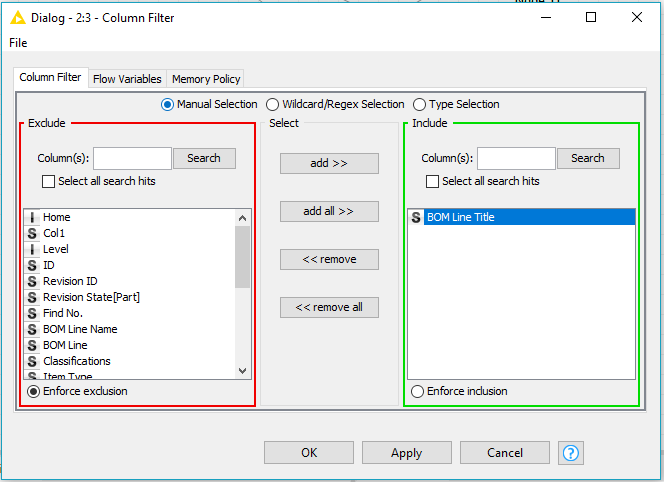 Dialog - 2:3 - Column Filter
File
Column Filter
Flow Variables
Memory Policy
Manual Selection
Wildcard/Regex Selection
Type Selection
Exclude
Column(s):
Search
Select all search hits
I Home
S Col1
I Level
S ID
S Revision ID
S Revision State[Part]
S Find No.
S BOM Line Name
S BOM Line
S Classifications
S Item Type
Enforce exclusion
Select
add >>
add all >>
<< remove
<< remove all
Include
Column(s):
Search
Select all search hits
S BOM Line Title
Enforce inclusion
OK
Apply
Cancel
?